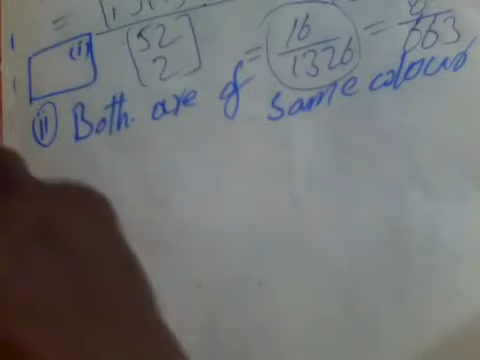 =
(i) [52 2] = 16/1326 = 8/663
(ii) Both are of same colour